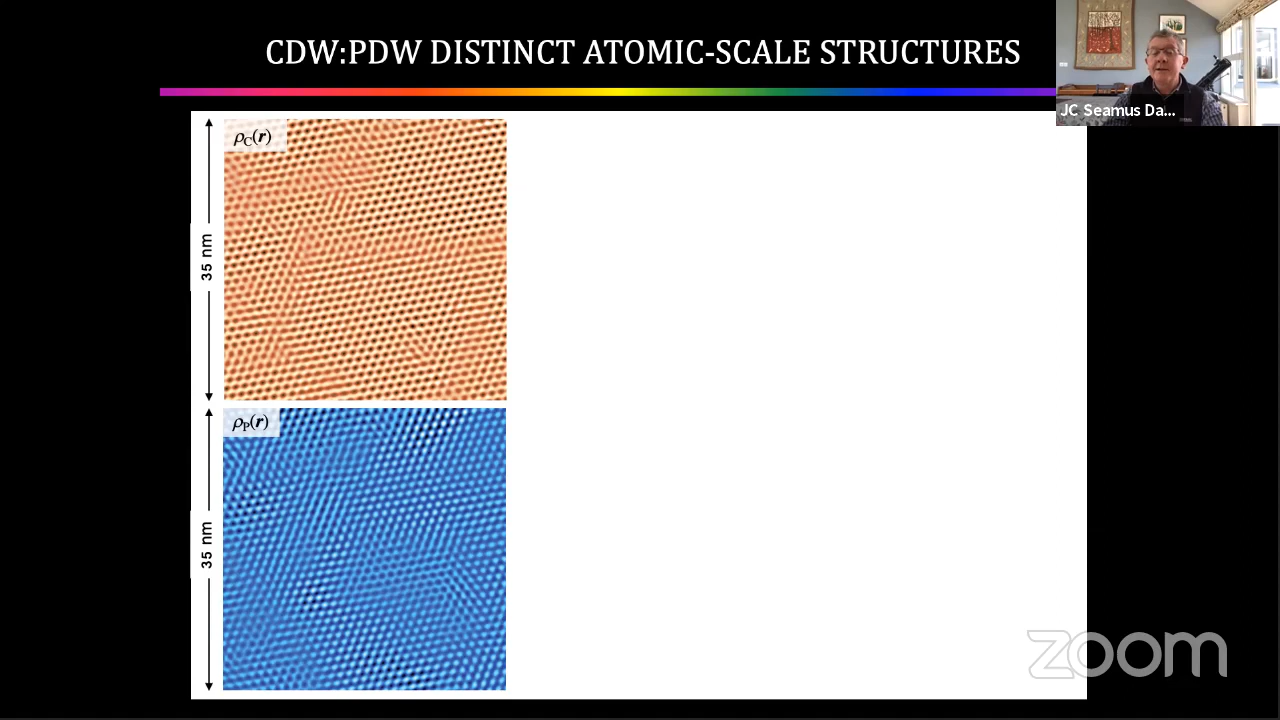 CDW:PDW DISTINCT ATOMIC-SCALE STRUCTURES
JC Seamus Da...
ρC(r)
35 nm
ρP(r)
35 nm
zoom